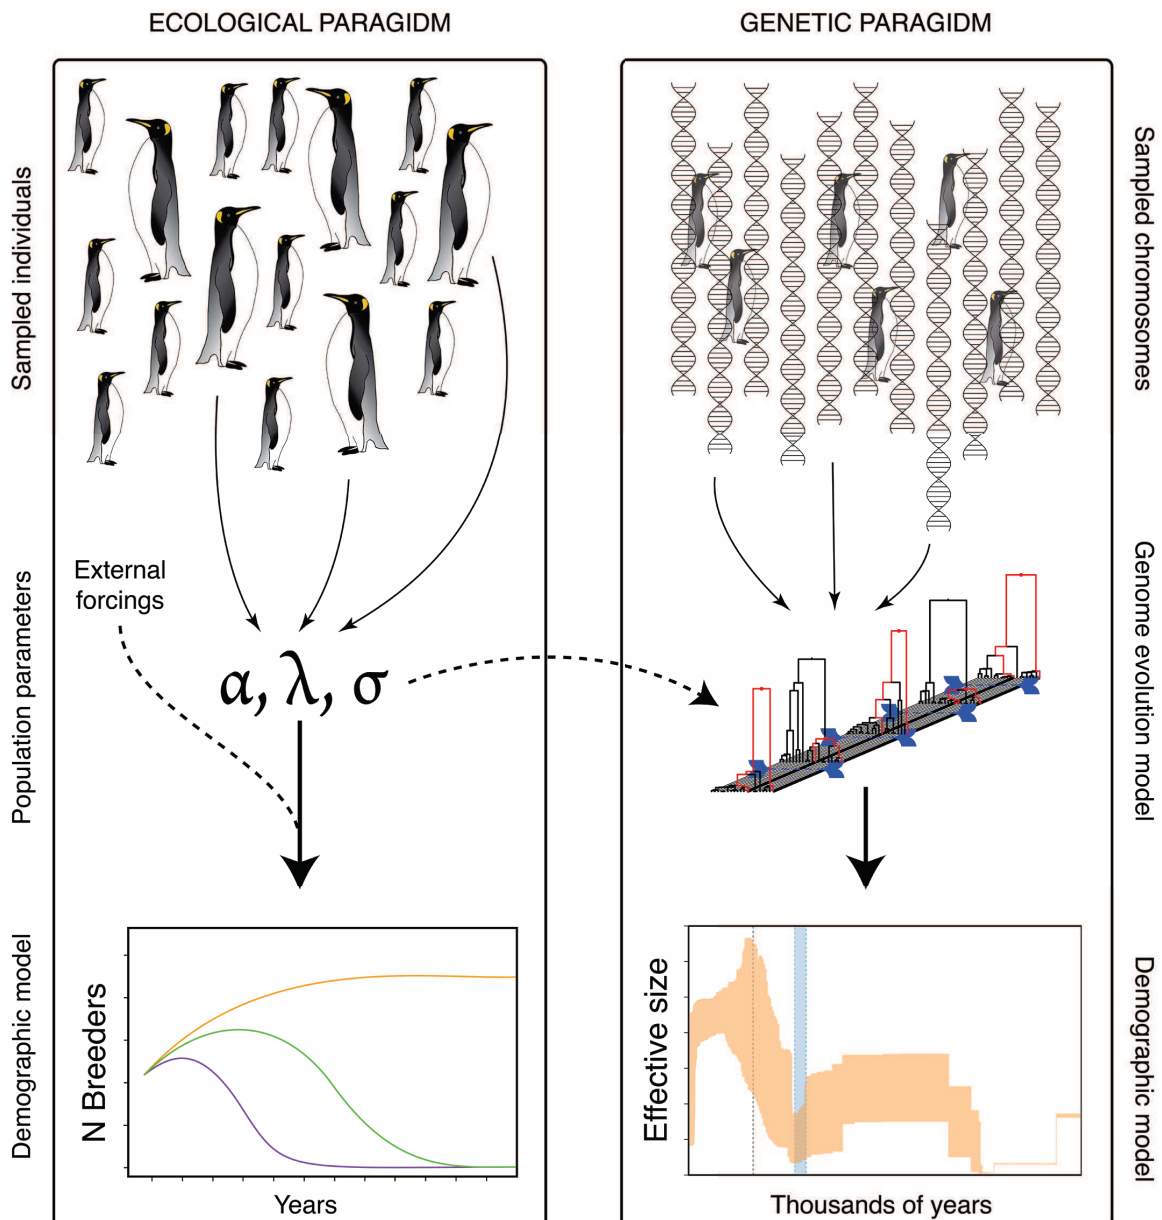 ECOLOGICAL PARAGIDM
GENETIC PARAGIDM
Sampled individuals
Sampled chromosomes
External
forcings
α, λ, σ
Population parameters
Genome evolution model
Demographic model
N Breeders
Years
Effective size
Thousands of years
Demographic model